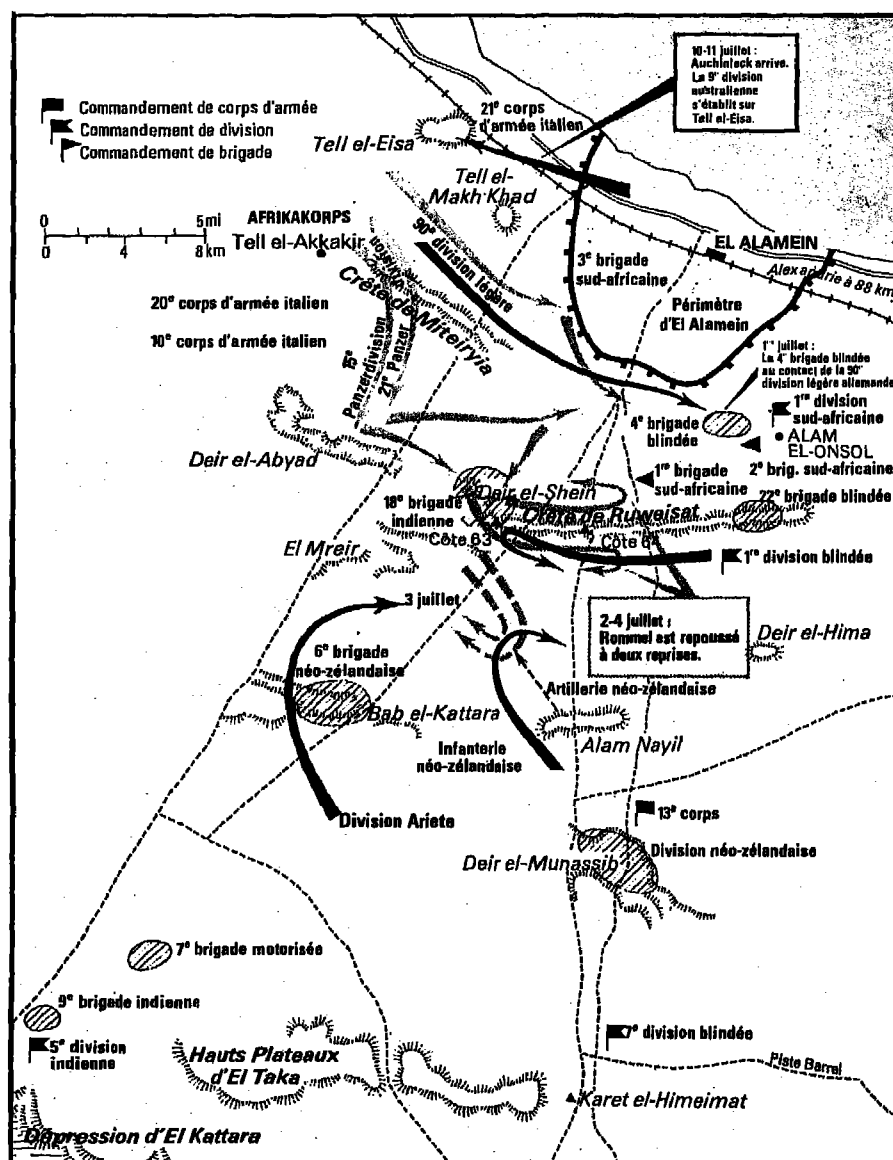 10-11 juillet :
Auchinleck arrive.
La 9e division
australienne
s'établit sur
Tell el-Eisa.
Commandement de corps d'armée
Commandement de division
Commandement de brigade
21e corps
d'armée italien
Tell el-Eisa
Tell el-
Makh Khad
0 5 mi
0 4 8 km
AFRIKAKORPS
Tell el-Akkakir
90e division légère
3e brigade
sud-africaine
EL ALAMEIN
Alexandrie à 88 km
Périmètre
d'El Alamein
20e corps d'armée italien
10e corps d'armée italien
Crête de Miteiryia
15e
Panzerdivision
21e Panzer
1er juillet :
La 4e brigade blindée
au contact de la 90e
division légère allemande
1re division
sud-africaine
4e brigade
blindée
ALAM
EL-ONSOL
Deir el-Abyad
1re brigade
sud-africaine
2e brig. sud-africaine
Deir el-Shein
22e brigade blindée
18e brigade
indienne
Crête de Ruweisat
Côte 63
Côte 64
El Mreir
1re division blindée
3 juillet
2-4 juillet :
Rommel est repoussé
à deux reprises.
Deir el-Hima
6e brigade
néo-zélandaise
Artillerie néo-zélandaise
Bab el-Kattara
Alam Nayil
Infanterie
néo-zélandaise
Division Ariete
13e corps
Division néo-zélandaise
Deir el-Munassib
7e brigade motorisée
9e brigade indienne
5e division
indienne
7e division blindée
Hauts Plateaux
d'El Taka
Piste Barrel
Karet el-Himeimat
Dépression d'El Kattara